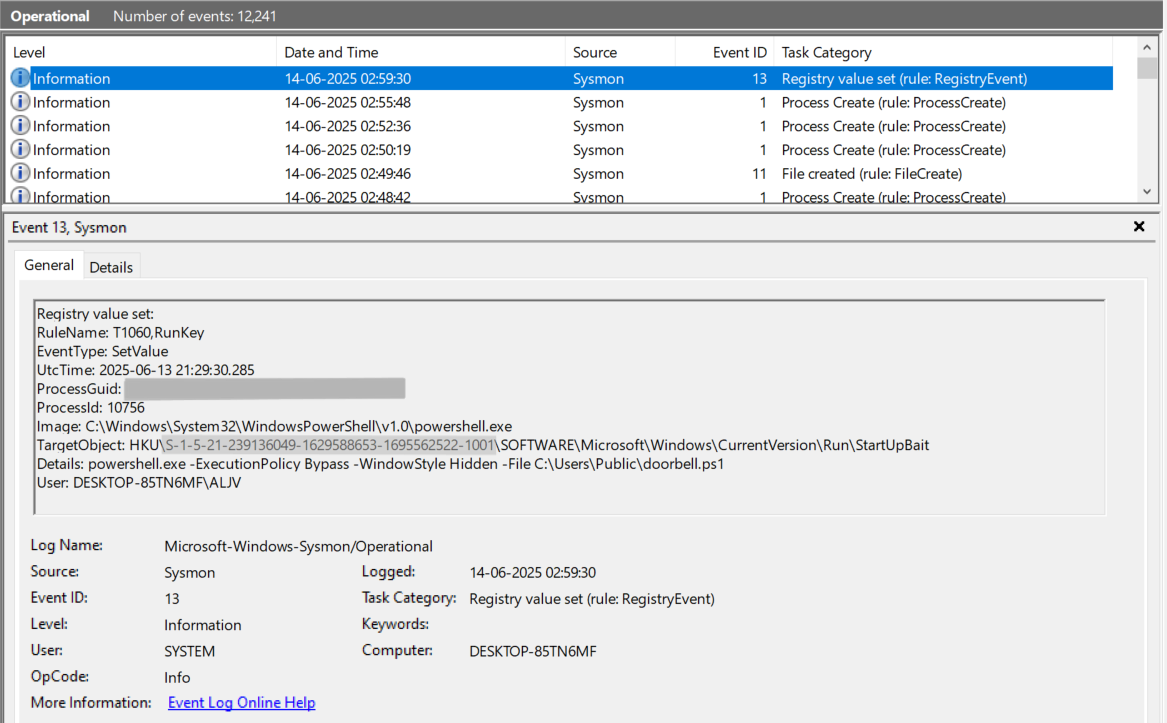 Operational Number of events: 12,241
Level Date and Time Source Event ID Task Category
Information 14-06-2025 02:59:30 Sysmon 13 Registry value set (rule: RegistryEvent)
Information 14-06-2025 02:55:48 Sysmon 1 Process Create (rule: ProcessCreate)
Information 14-06-2025 02:52:36 Sysmon 1 Process Create (rule: ProcessCreate)
Information 14-06-2025 02:50:19 Sysmon 1 Process Create (rule: ProcessCreate)
Information 14-06-2025 02:49:46 Sysmon 11 File created (rule: FileCreate)
Information 14-06-2025 02:48:42 Sysmon 1 Process Create (rule: ProcessCreate)
Event 13, Sysmon
General Details
Registry value set:
RuleName: T1060,RunKey
EventType: SetValue
UtcTime: 2025-06-13 21:29:30.285
ProcessGuid:
ProcessId: 10756
Image: C:\Windows\System32\WindowsPowerShell\v1.0\powershell.exe
TargetObject: HKU\S-1-5-21-239136049-1629588653-1695562522-1001\SOFTWARE\Microsoft\Windows\CurrentVersion\Run\StartUpBait
Details: powershell.exe -ExecutionPolicy Bypass -WindowStyle Hidden -File C:\Users\Public\doorbell.ps1
User: DESKTOP-85TN6MF\ALJV
Log Name: Microsoft-Windows-Sysmon/Operational
Source: Sysmon Logged: 14-06-2025 02:59:30
Event ID: 13 Task Category: Registry value set (rule: RegistryEvent)
Level: Information Keywords:
User: SYSTEM Computer: DESKTOP-85TN6MF
OpCode: Info
More Information: Event Log Online Help